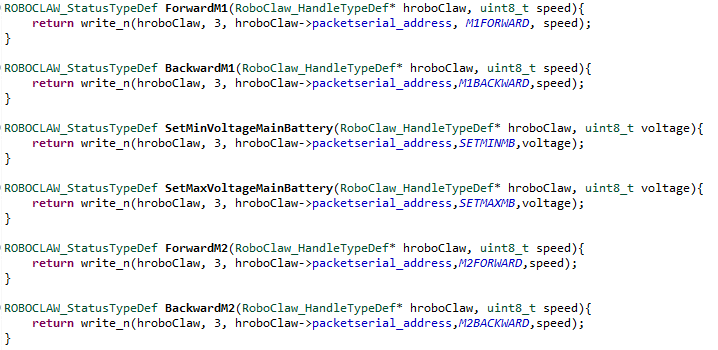 ROBOCLAW_StatusTypeDef ForwardM1(RoboClaw_HandleTypeDef* hroboClaw, uint8_t speed){
return write_n(hroboClaw, 3, hroboClaw->packetserial_address, M1FORWARD, speed);
}
ROBOCLAW_StatusTypeDef BackwardM1(RoboClaw_HandleTypeDef* hroboClaw, uint8_t speed){
return write_n(hroboClaw, 3, hroboClaw->packetserial_address,M1BACKWARD,speed);
}
ROBOCLAW_StatusTypeDef SetMinVoltageMainBattery(RoboClaw_HandleTypeDef* hroboClaw, uint8_t voltage){
return write_n(hroboClaw, 3, hroboClaw->packetserial_address,SETMINMB,voltage);
}
ROBOCLAW_StatusTypeDef SetMaxVoltageMainBattery(RoboClaw_HandleTypeDef* hroboClaw, uint8_t voltage){
return write_n(hroboClaw, 3, hroboClaw->packetserial_address,SETMAXMB,voltage);
}
ROBOCLAW_StatusTypeDef ForwardM2(RoboClaw_HandleTypeDef* hroboClaw, uint8_t speed){
return write_n(hroboClaw, 3, hroboClaw->packetserial_address,M2FORWARD,speed);
}
ROBOCLAW_StatusTypeDef BackwardM2(RoboClaw_HandleTypeDef* hroboClaw, uint8_t speed){
return write_n(hroboClaw, 3, hroboClaw->packetserial_address,M2BACKWARD,speed);
}